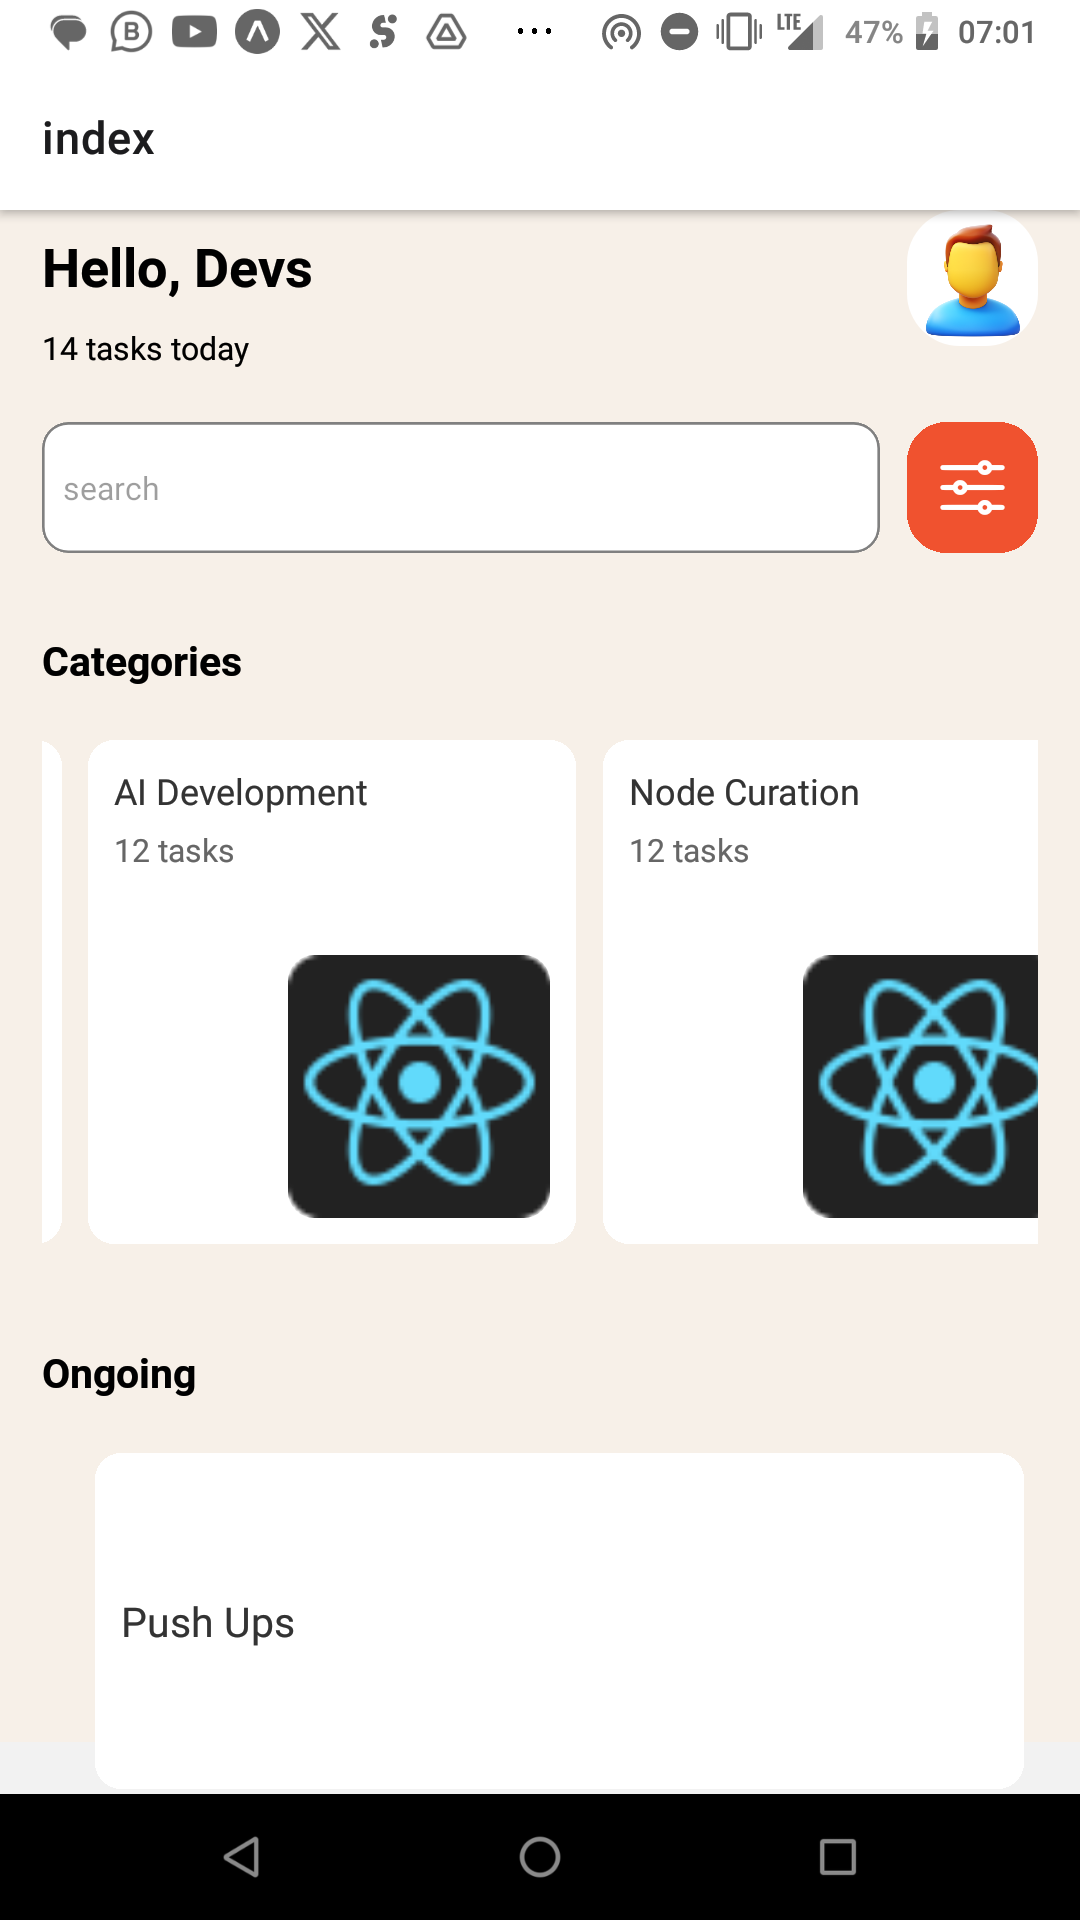 LTE 47% 07:01
index
Hello, Devs
14 tasks today
search
Categories
AI Development
12 tasks
Node Curation
12 tasks
Ongoing
Push Ups